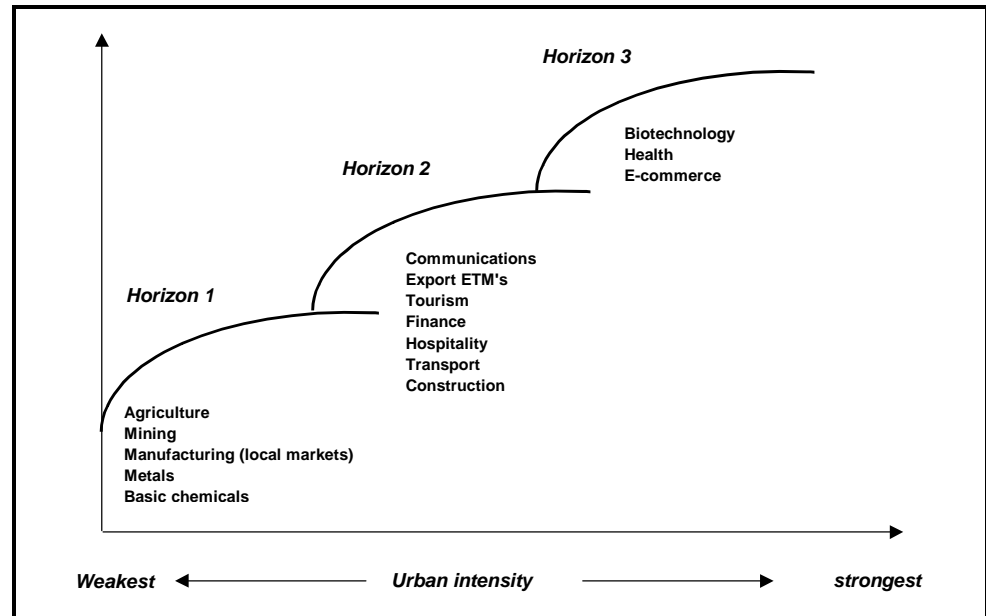 Horizon 3
Biotechnology
Health
E-commerce
Horizon 2
Communications
Export ETM's
Tourism
Finance
Hospitality
Transport
Construction
Horizon 1
Agriculture
Mining
Manufacturing (local markets)
Metals
Basic chemicals
Weakest Urban intensity strongest